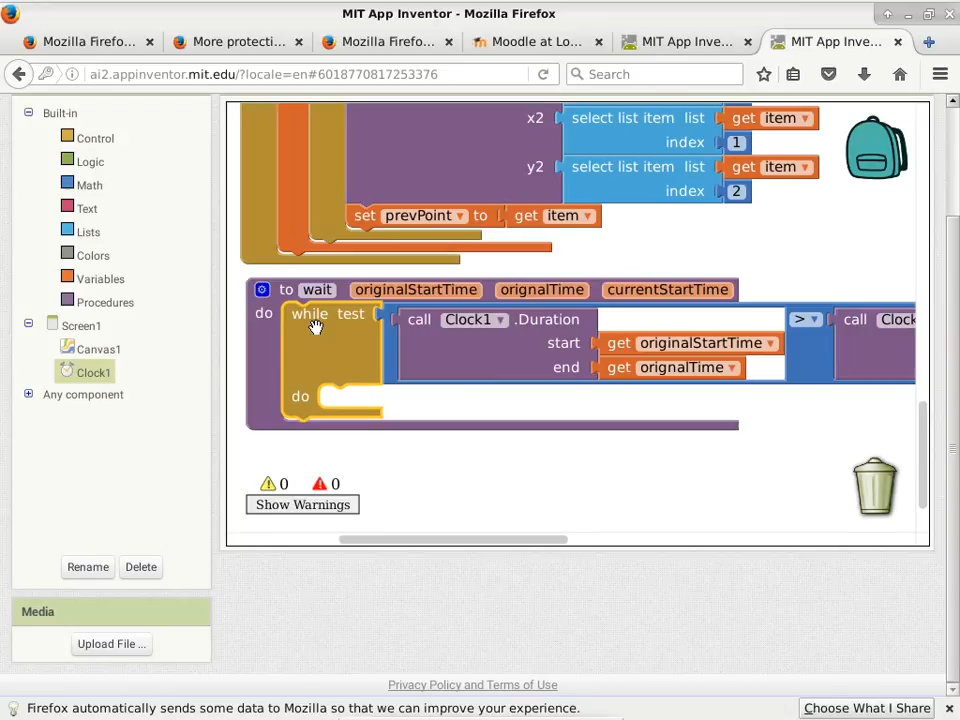 MIT App Inventor - Mozilla Firefox
Mozilla Firefo...
More protecti...
Mozilla Firefo...
Moodle at Lo...
MIT App Inve...
MIT App Inve...
ai2.appinventor.mit.edu/?locale=en#6018770817253376
Search
Built-in
Control
Logic
Math
Text
Lists
Colors
Variables
Procedures
Screen1
Canvas1
Clock1
Any component
Rename
Delete
Media
Upload File ...
x2 select list item list get item
index 1
y2 select list item list get item
index 2
set prevPoint to get item
to wait originalStartTime orignalTime currentStartTime
do while test call Clock1 .Duration > call Clock
start get originalStartTime
end get orignalTime
do
0 0
Show Warnings
Privacy Policy and Terms of Use
Firefox automatically sends some data to Mozilla so that we can improve your experience.
Choose What I Share